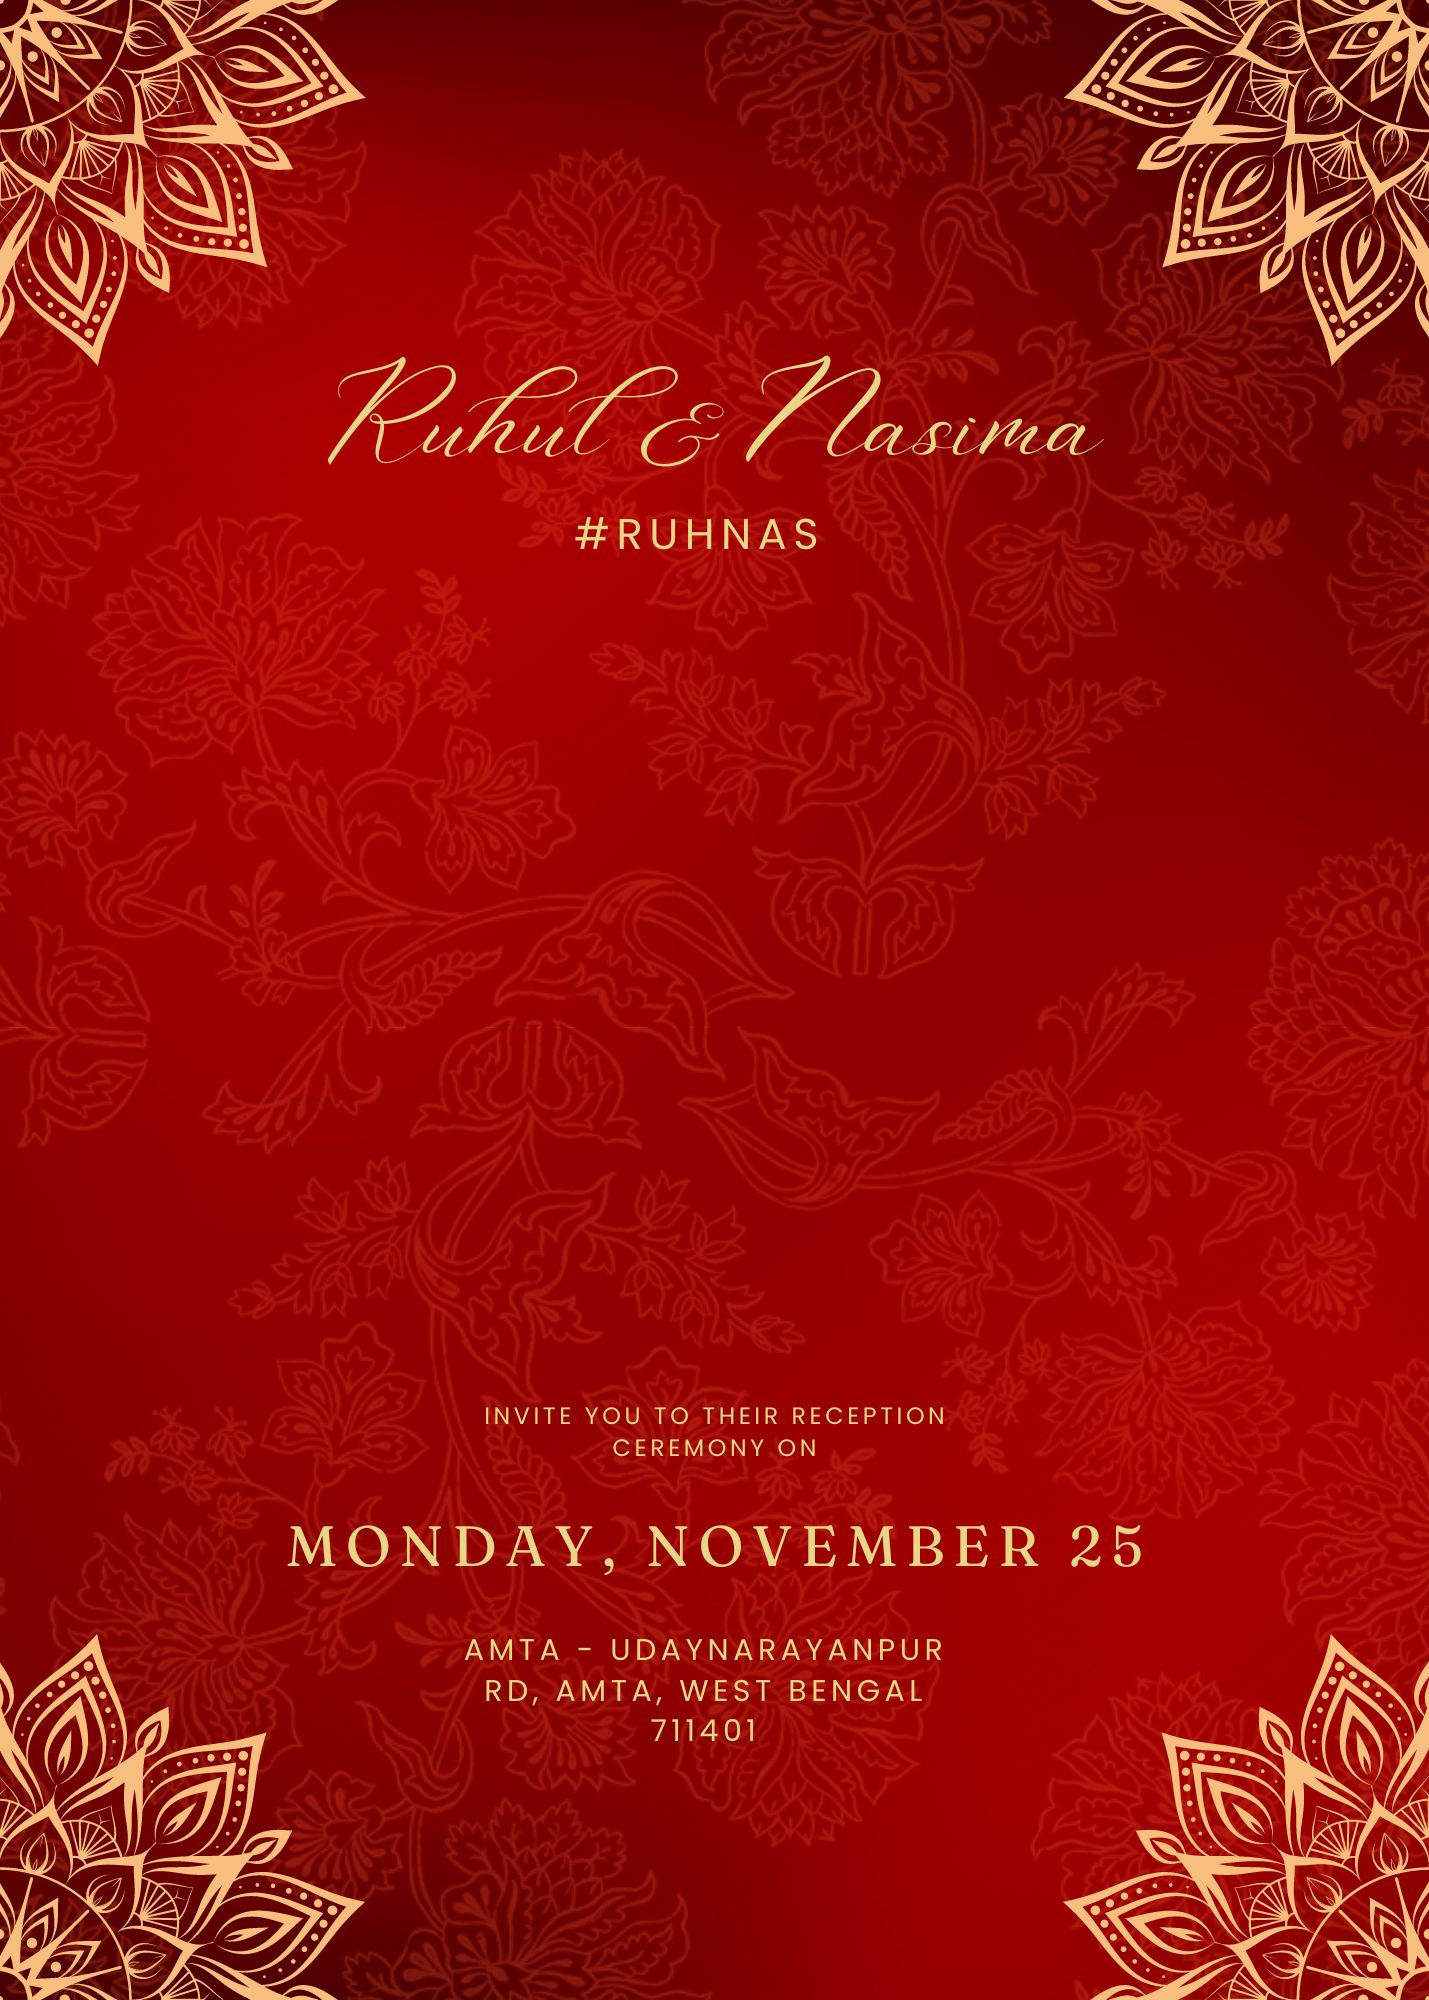 Ruhul & Nasima
#RUHNAS
INVITE YOU TO THEIR RECEPTION
CEREMONY ON
MONDAY, NOVEMBER 25
AMTA - UDAYNARAYANPUR
RD, AMTA, WEST BENGAL
711401